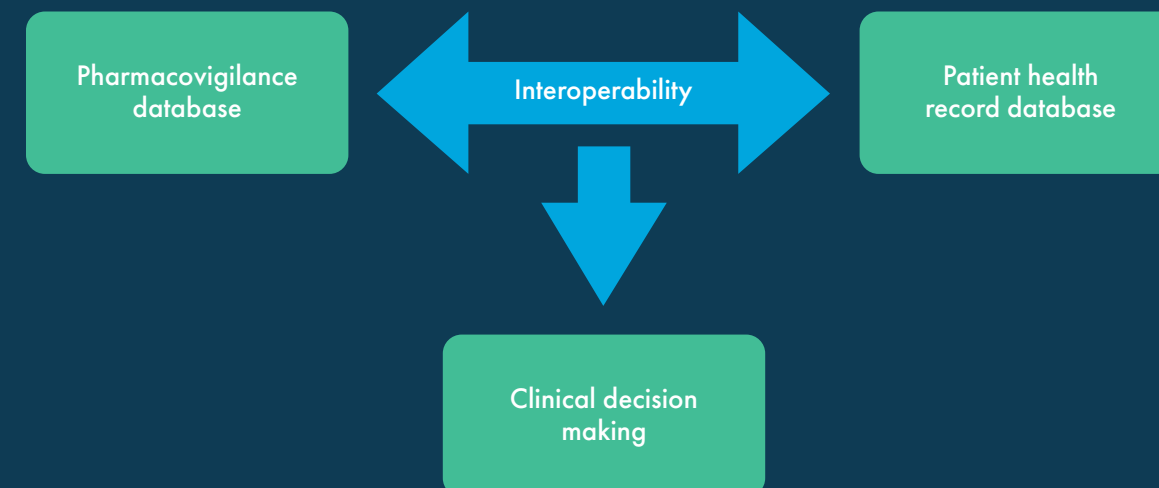 Pharmacovigilance
database
Interoperability
Patient health
record database
Clinical decision
making